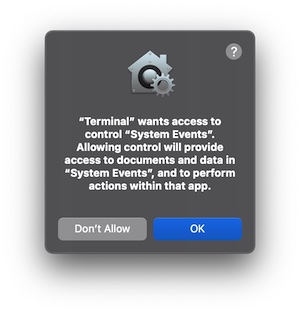 ?
“Terminal” wants access to
control “System Events”.
Allowing control will provide
access to documents and data in
“System Events”, and to perform
actions within that app.
Don’t Allow
OK